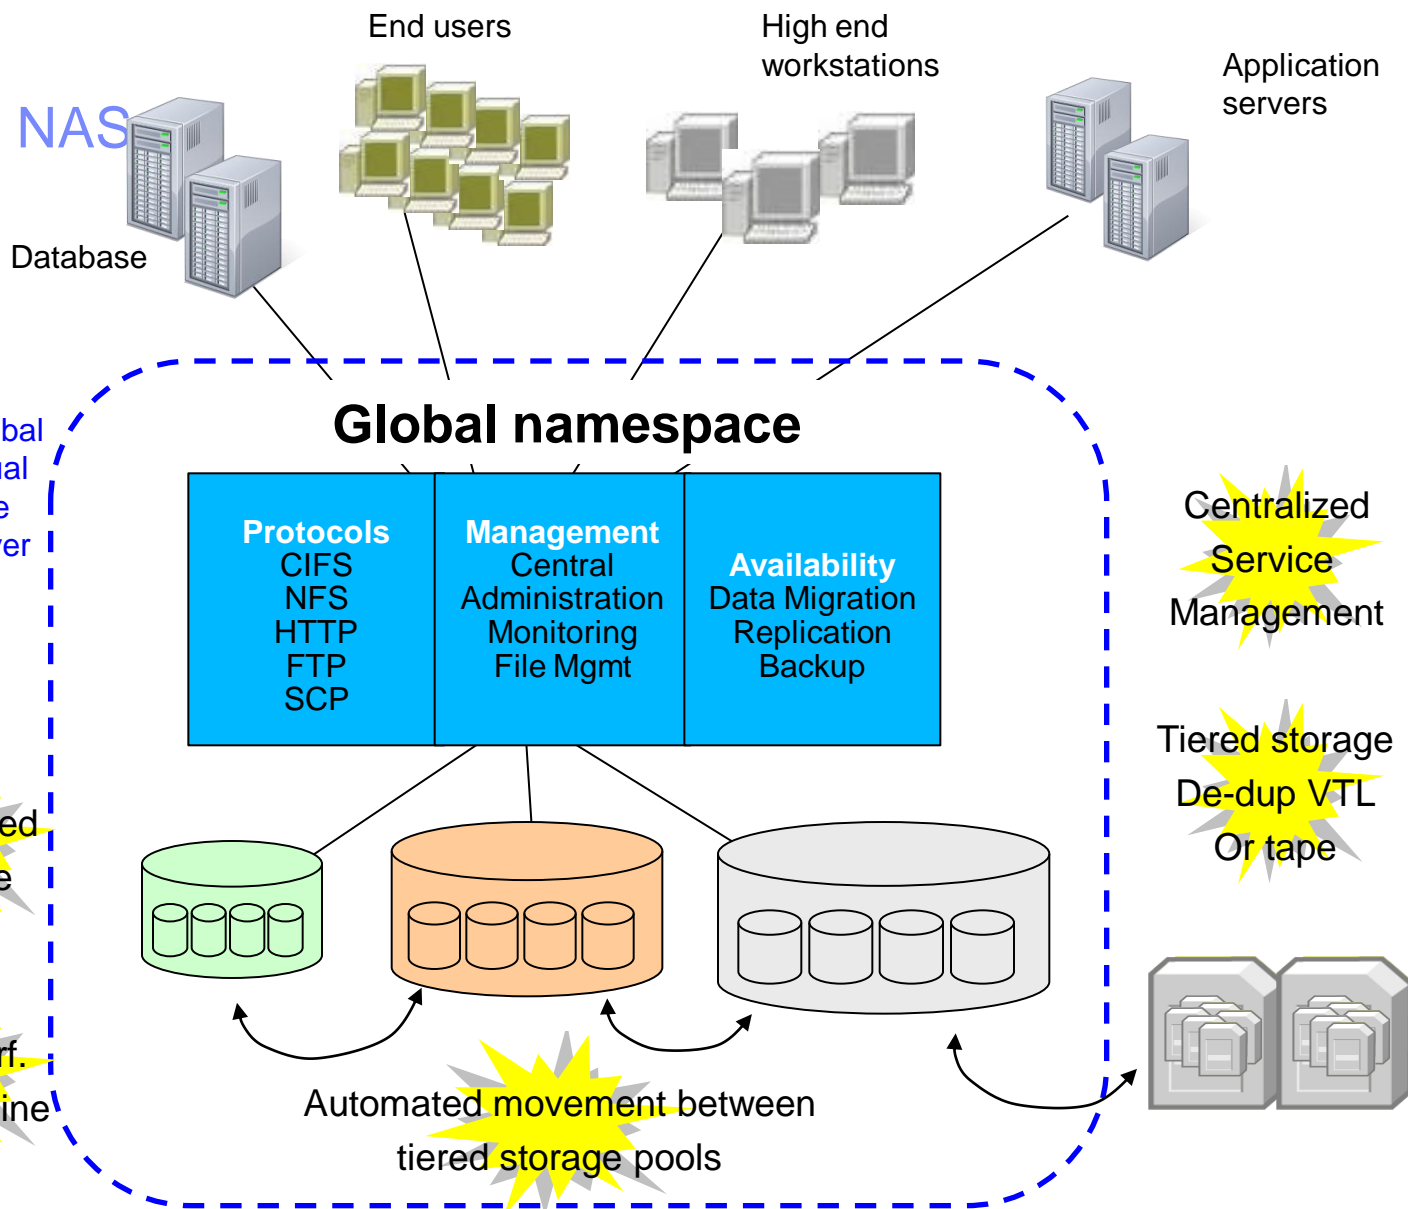 End users
High end
workstations
Application
servers
NAS
Database
Global namespace
Protocols
CIFS
NFS
HTTP
FTP
SCP
Management
Central
Administration
Monitoring
File Mgmt
Availability
Data Migration
Replication
Backup
Centralized
Service
Management
Tiered storage
De-dup VTL
Or tape
Automated movement between
tiered storage pools